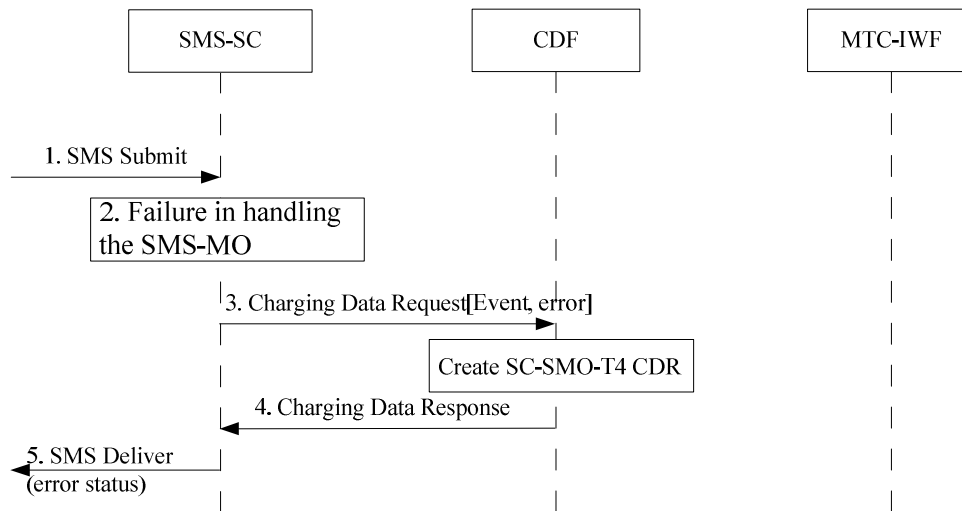 SMS-SC
CDF
MTC-IWF
1. SMS Submit
2. Failure in handling
the SMS-MO
3. Charging Data Request[Event, error]
Create SC-SMO-T4 CDR
4. Charging Data Response
5. SMS Deliver
(error status)